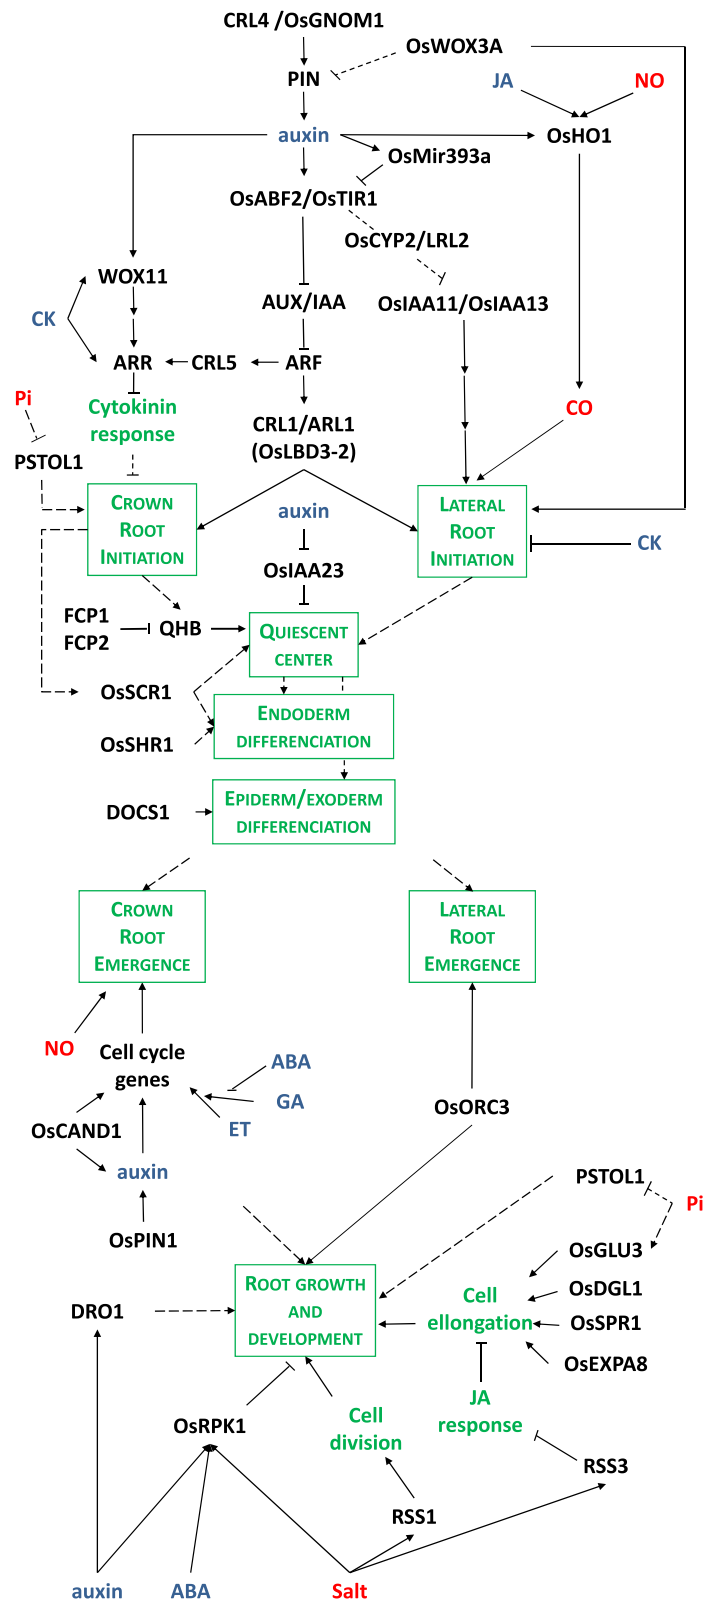 CRL4 /OsGNOM1
OsWOX3A
PIN
JA
NO
auxin
OsHO1
OsMir393a
OsABF2/OsTIR1
OsCYP2/LRL2
WOX11
AUX/IAA
OsIAA11/OsIAA13
CK
ARR
CRL5
ARF
Pi
Cytokinin
response
CO
CRL1/ARL1
(OsLBD3-2)
PSTOL1
CROWN
ROOT
INITIATION
auxin
LATERAL
ROOT
INITIATION
CK
OsIAA23
FCP1
FCP2
QHB
QUIESCENT
CENTER
OsSCR1
OsSHR1
ENDODERM
DIFFERENCIATION
DOCS1
EPIDERM/EXODERM
DIFFERENCIATION
CROWN
ROOT
EMERGENCE
LATERAL
ROOT
EMERGENCE
NO
Cell cycle
genes
ABA
GA
ET
OsORC3
OsCAND1
auxin
OsPIN1
PSTOL1
Pi
OsGLU3
OsDGL1
OsSPR1
OsEXPA8
DRO1
ROOT GROWTH
AND
DEVELOPMENT
Cell
ellongation
JA
response
OsRPK1
Cell
division
RSS3
RSS1
auxin
ABA
Salt